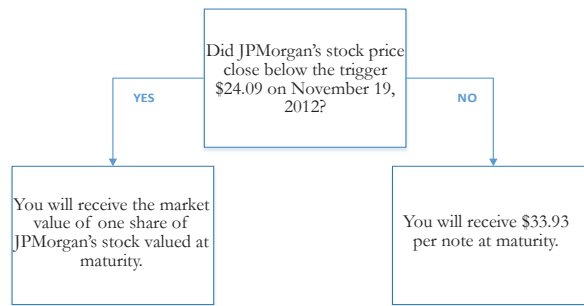 Did JPMorgan's stock price
close below the trigger
$24.09 on November 19,
2012?
YES
NO
You will receive the market
value of one share of
JPMorgan's stock valued at
maturity.
You will receive $33.93
per note at maturity.